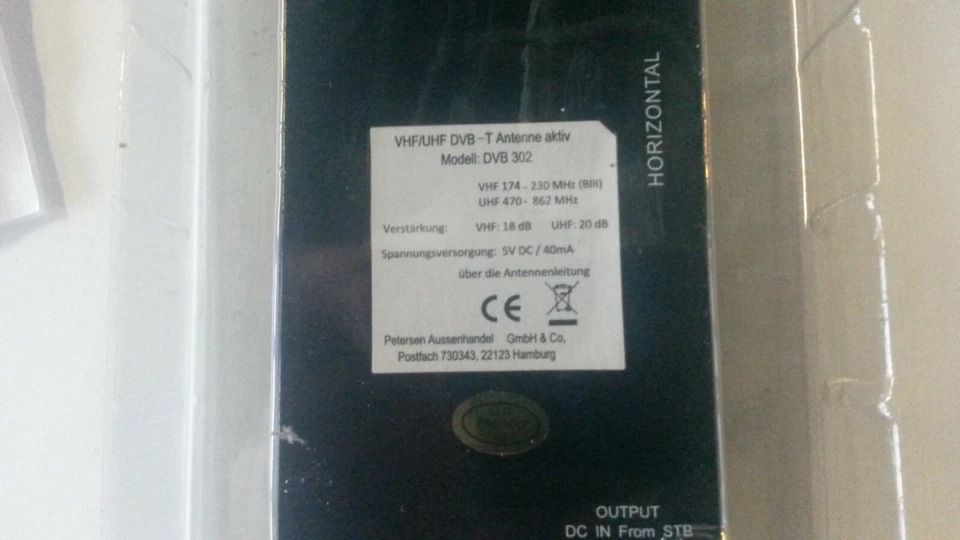 HORIZONTAL
VHF/UHF DVB -T Antenne aktiv
Modell: DVB 302
VHF 174 - 230 MHz (BIII)
UHF 470 - 862 MHz
Verstärkung: VHF: 18 dB UHF: 20 dB
Spannungsversorgung: 5V DC / 40mA
über die Antennenleitung
CE
Petersen Aussenhandel GmbH & Co.
Postfach 730343, 22123 Hamburg
OUTPUT
DC IN From STB